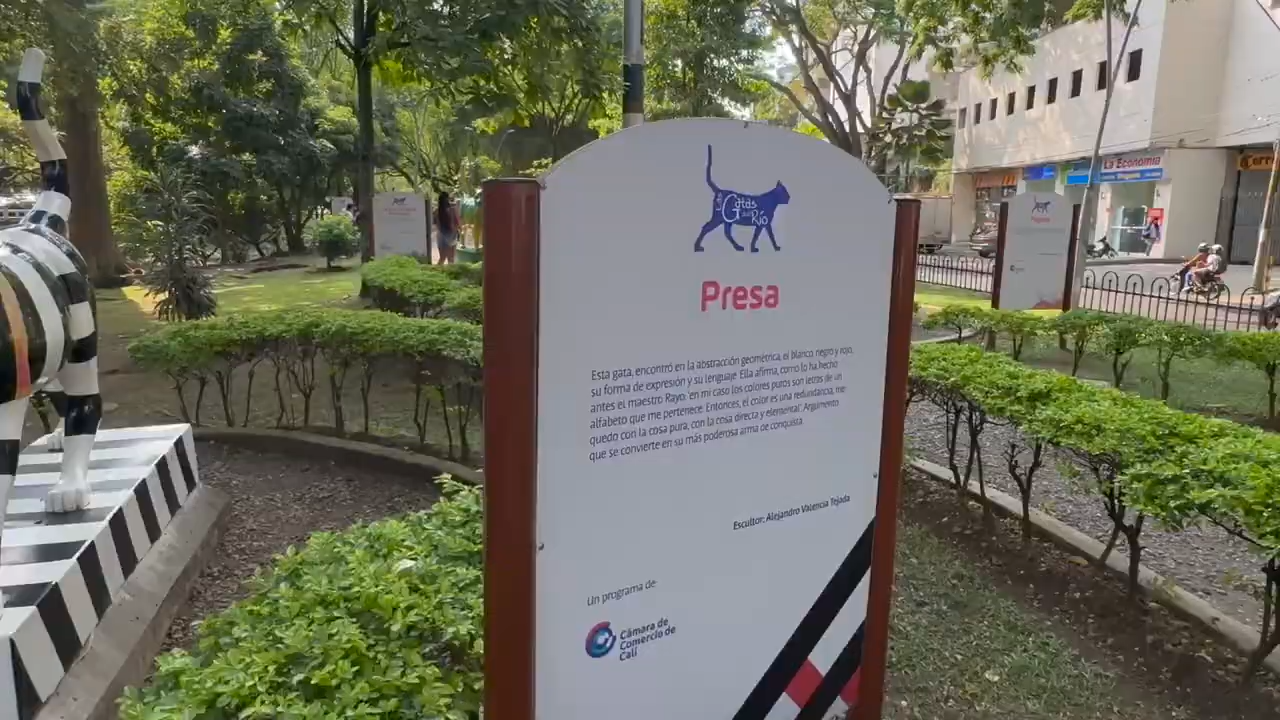 Las
Gatas
del Río
Presa
Esta gata, encontró en la abstracción geométrica, el blanco, negro y rojo,
su forma de expresión y su lenguaje. Ella afirma, como lo ha hecho
antes el maestro Rayo, 'en mi caso los colores puros son letras de un
alfabeto que me pertenece. Entonces, el color es una redundancia, me
quedo con la cosa pura, con la cosa directa y elemental'. Argumento
que se convierte en su más poderosa arma de conquista.
Escultor: Alejandro Valencia Tejada
Un programa de:
Cámara de
Comercio de
Cali
La Economía